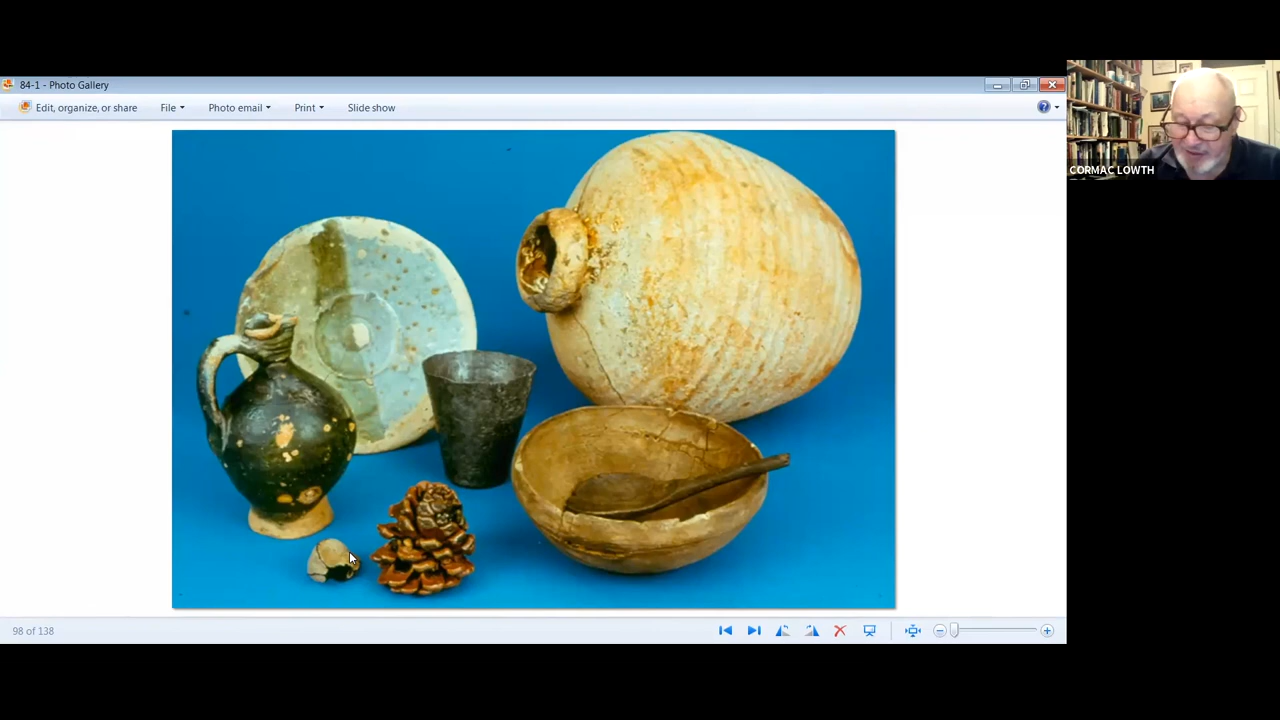 84-1 - Photo Gallery
Edit, organize, or share File Photo email Print Slide show
CORMAC LOWTH
98 of 138